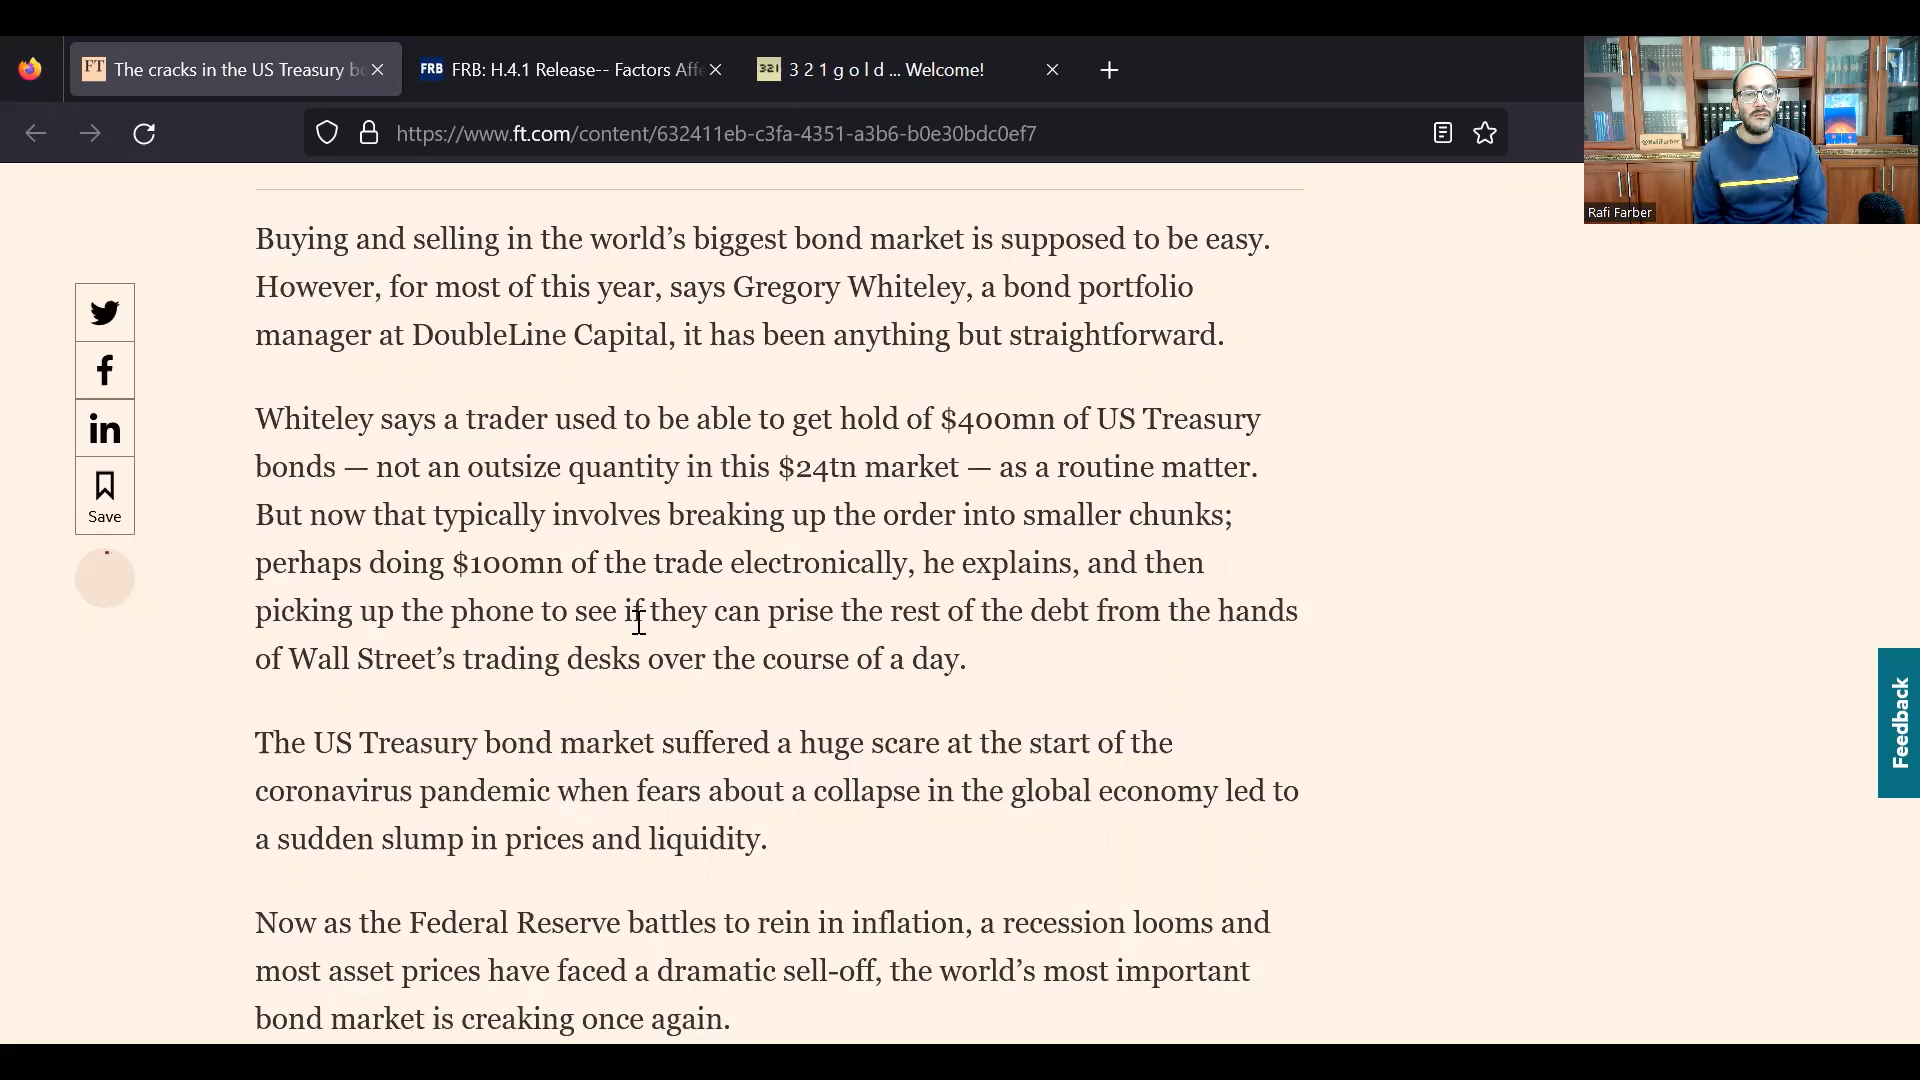 FT The cracks in the US Treasury bo
FRB FRB: H.4.1 Release-- Factors Affe
321 3 2 1 g o l d ... Welcome!
https://www.ft.com/content/632411eb-c3fa-4351-a3b6-b0e30bdc0ef7
Rafi Farber
Buying and selling in the world’s biggest bond market is supposed to be easy.
However, for most of this year, says Gregory Whiteley, a bond portfolio
manager at DoubleLine Capital, it has been anything but straightforward.
Whiteley says a trader used to be able to get hold of $400mn of US Treasury
bonds — not an outsize quantity in this $24tn market — as a routine matter.
But now that typically involves breaking up the order into smaller chunks;
perhaps doing $100mn of the trade electronically, he explains, and then
picking up the phone to see if they can prise the rest of the debt from the hands
of Wall Street’s trading desks over the course of a day.
The US Treasury bond market suffered a huge scare at the start of the
coronavirus pandemic when fears about a collapse in the global economy led to
a sudden slump in prices and liquidity.
Now as the Federal Reserve battles to rein in inflation, a recession looms and
most asset prices have faced a dramatic sell-off, the world’s most important
bond market is creaking once again.
Save
Feedback